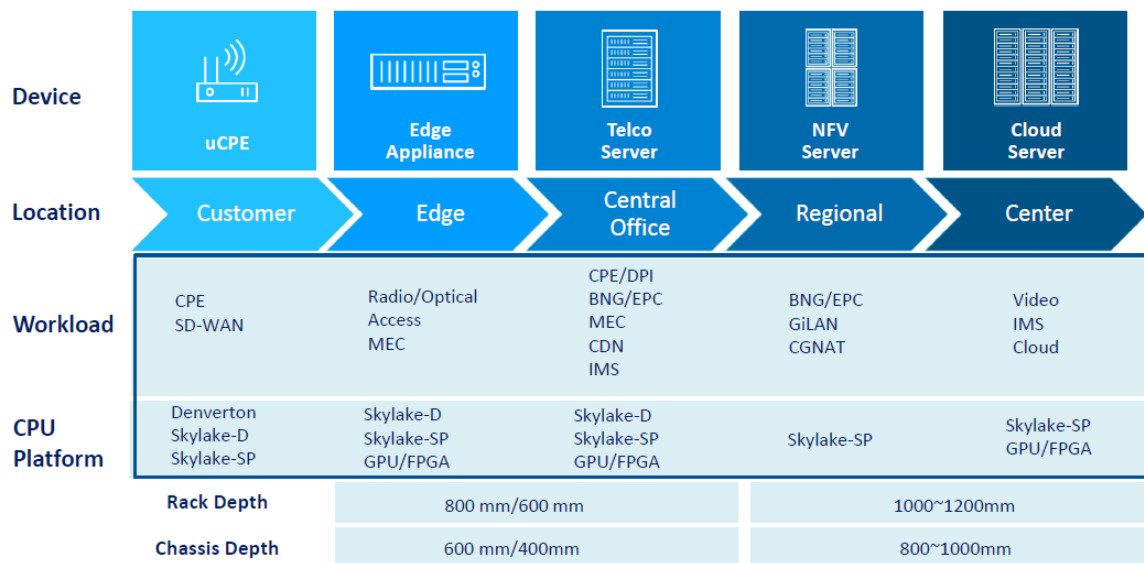 Device
uCPE
Edge
Appliance
Telco
Server
NFV
Server
Cloud
Server
Location
Customer
Edge
Central
Office
Regional
Center
Workload
CPE
SD-WAN
Radio/Optical
Access
MEC
CPE/DPI
BNG/EPC
MEC
CDN
IMS
BNG/EPC
GiLAN
CGNAT
Video
IMS
Cloud
CPU
Platform
Denverton
Skylake-D
Skylake-SP
Skylake-D
Skylake-SP
GPU/FPGA
Skylake-D
Skylake-SP
GPU/FPGA
Skylake-SP
Skylake-SP
GPU/FPGA
Rack Depth
800 mm/600 mm
1000~1200mm
Chassis Depth
600 mm/400mm
800~1000mm